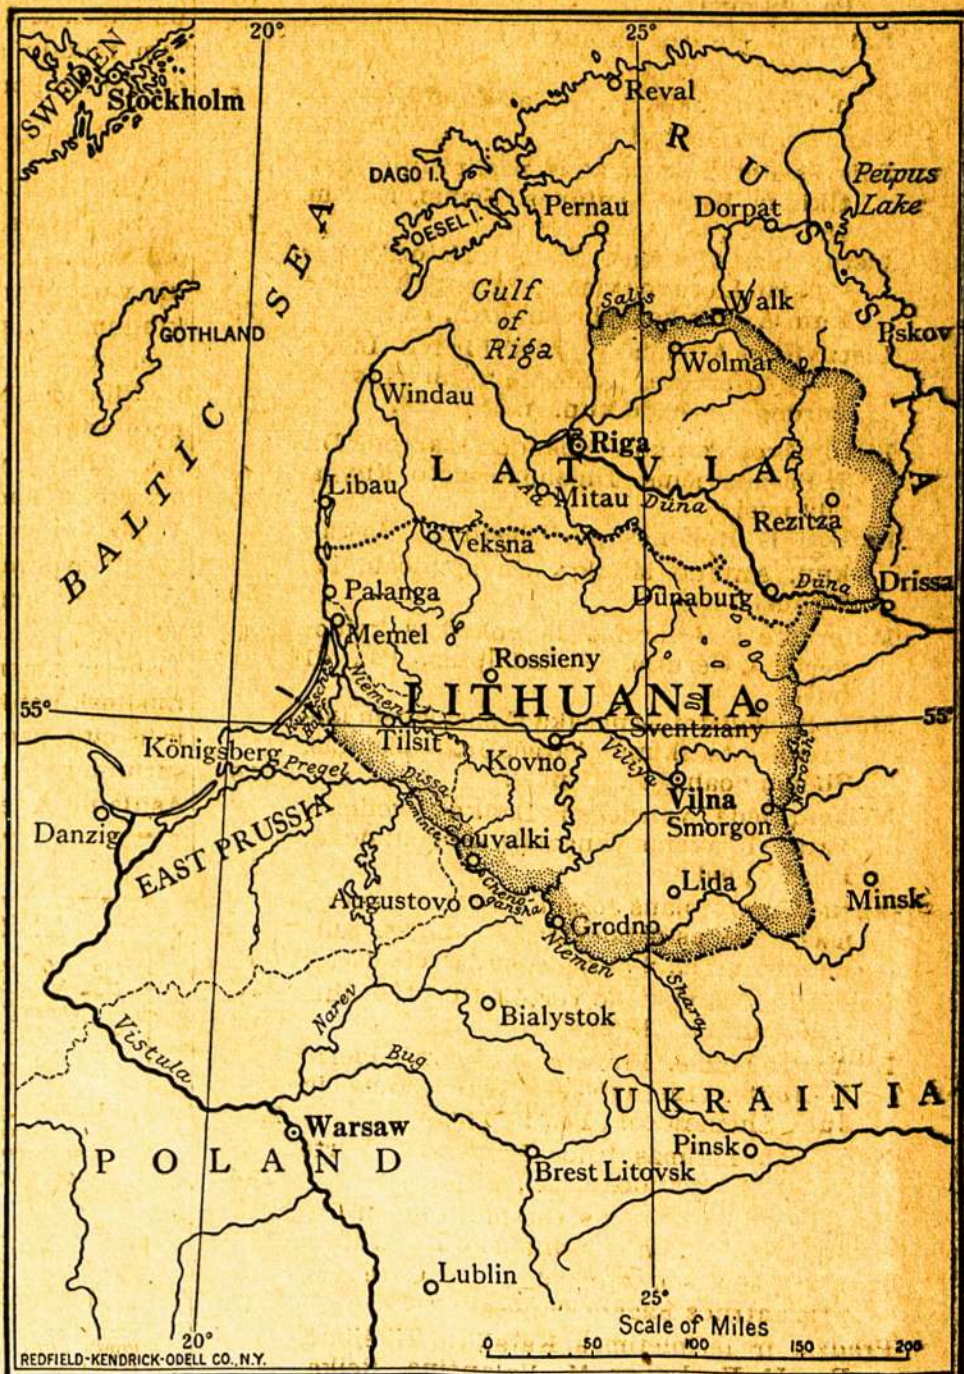 20°
25°
SWEDEN
Stockholm
Reval
RUSSIA
DAGO I.
OESEL I.
Pernau
Dorpat
Peipus
Lake
BALTIC SEA
GOTHLAND
Gulf
of
Riga
Salis
Walk
Pskov
Wolmar
Windau
Riga
LATVIA
Libau
Aa
Mitau
Düna
Rezitza
Veksna
Palanga
Dünaburg
Düna
Drissa
Memel
Rossieny
Niemen
LITHUANIA
55°
55°
Sventziany
Tilsit
Königsberg
Pregel
Kovno
Viliya
Vilna
Danzig
EAST PRUSSIA
Smorgon
Souvalki
Augustovo
Lida
Minsk
Grodno
Niemen
Shara
Narev
Bialystok
Vistula
Bug
UKRAINIA
Warsaw
Pinsk
POLAND
Brest Litovsk
Lublin
25°
20°
Scale of Miles
0 50 100 150 200
REDFIELD-KENDRICK-ODELL CO., N.Y.